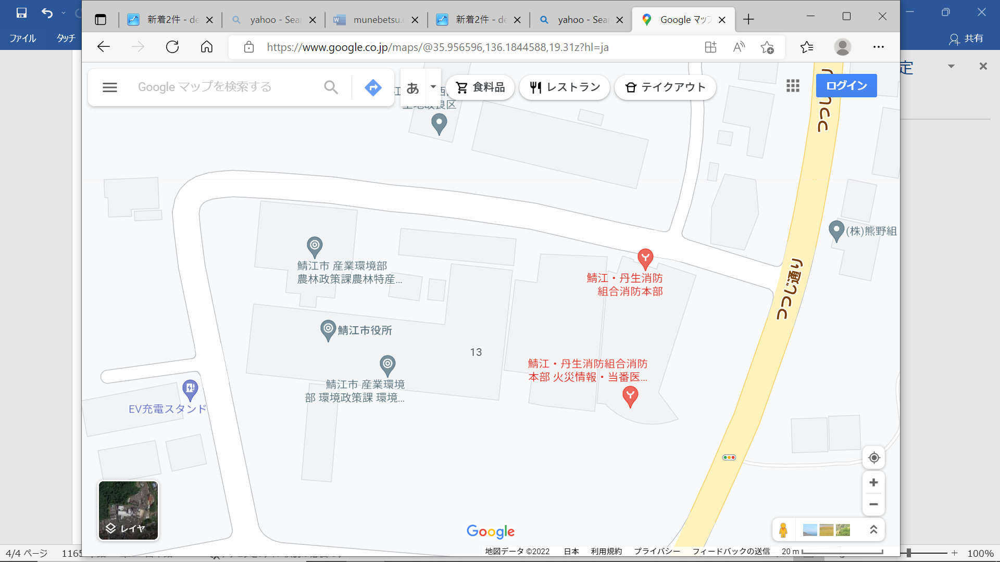 新着2件 - de
yahoo - Sear
munebetsu.
新着2件 - de
yahoo - Sear
Google マップ
ファイル
タッチ
共有
https://www.google.co.jp/maps/@35.956596,136.1844588,19.31z?hl=ja
定
Google マップを検索する
あ
食料品
レストラン
テイクアウト
ログイン
土地改良区
つつじ
(株)熊野組
鯖江市 産業環境部
農林政策課農林特産...
鯖江・丹生消防
組合消防本部
つつじ通り
鯖江市役所
13
鯖江・丹生消防組合消防
本部 火災情報・当番医...
鯖江市 産業環境
部 環境政策課 環境...
EV充電スタンド
レイヤ
Google
地図データ ©2022
日本
利用規約
プライバシー
フィードバックの送信
20 m
4/4 ページ
1165
100%